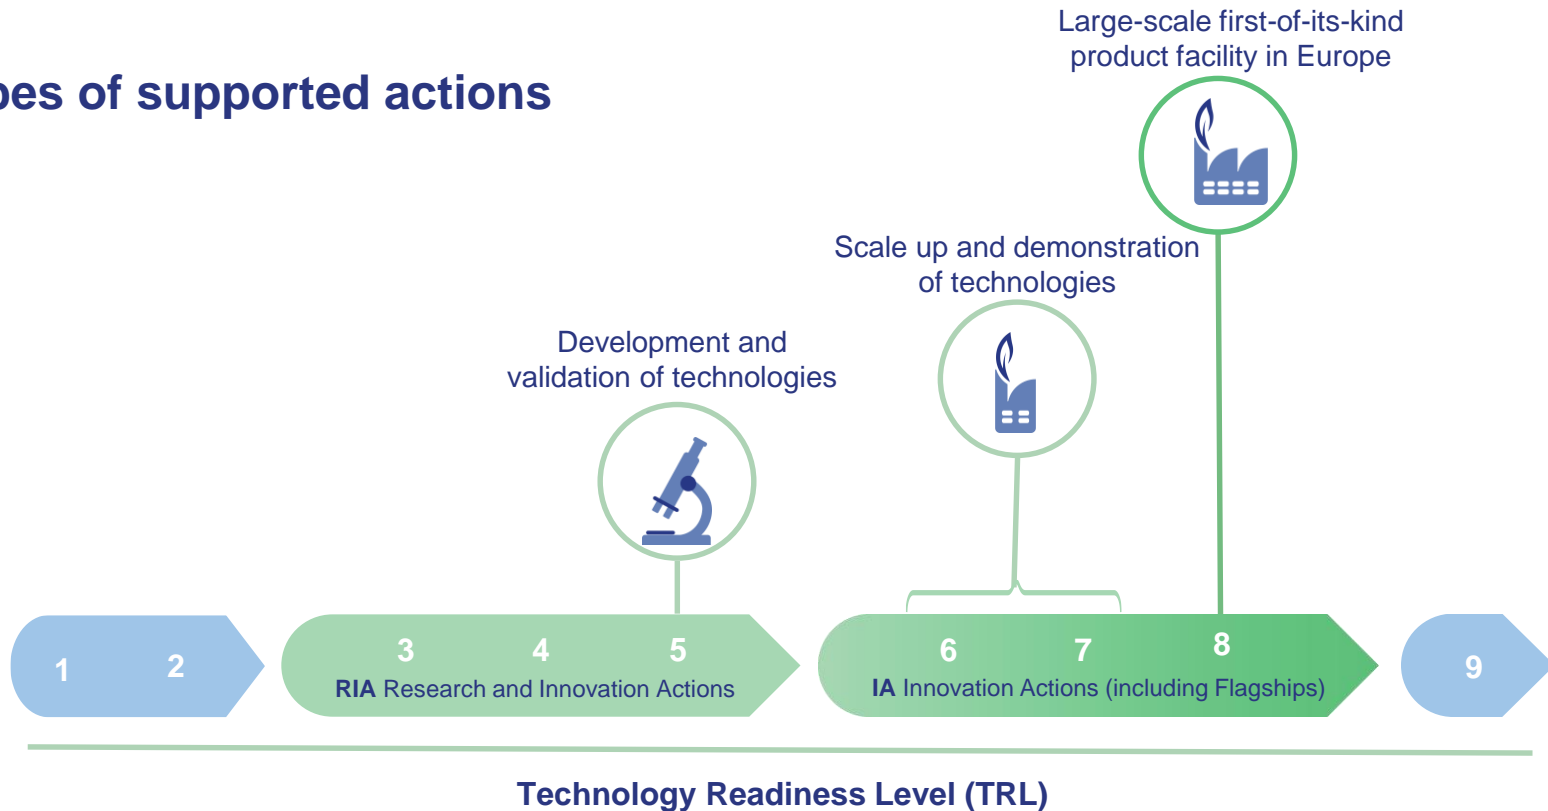 Large-scale first-of-its-kind
product facility in Europe
pes of supported actions
Scale up and demonstration
of technologies
Development and
validation of technologies
1
2
3
4
5
RIA Research and Innovation Actions
6
7
8
IA Innovation Actions (including Flagships)
9
Technology Readiness Level (TRL)